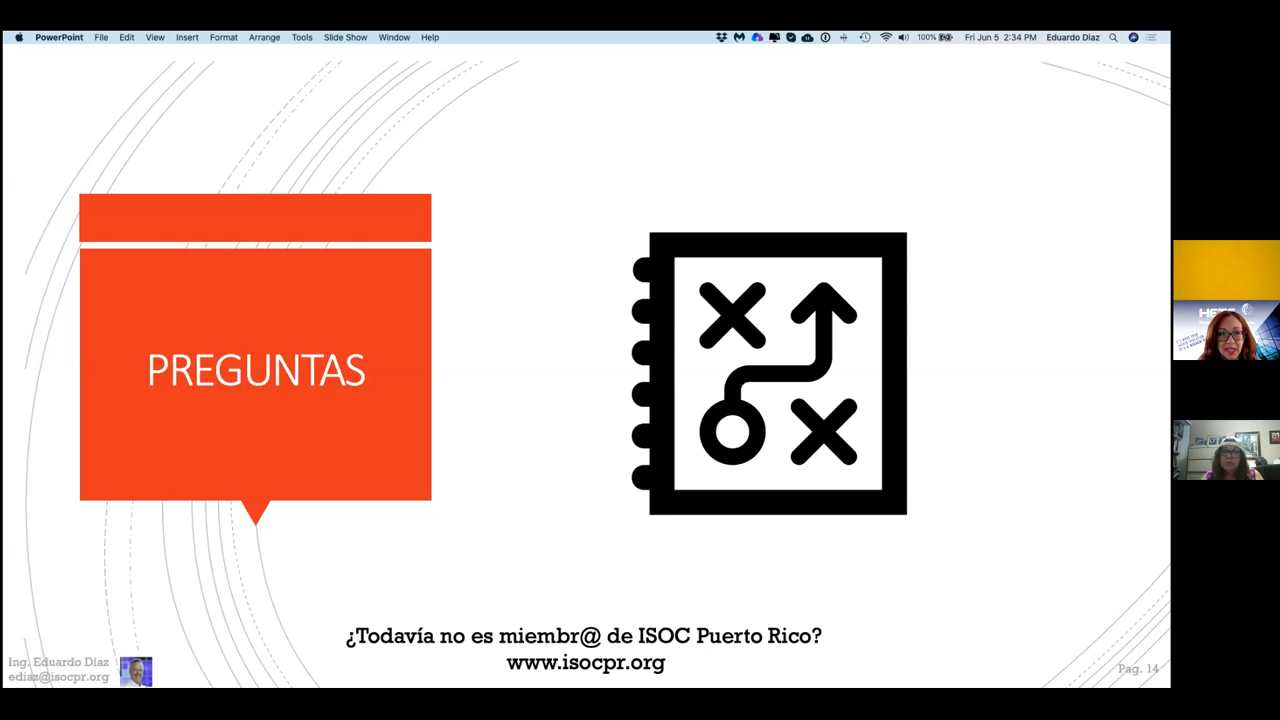 PowerPoint File Edit View Insert Format Arrange Tools Slide Show Window Help 100% Fri Jun 5 2:34 PM Eduardo Diaz
PREGUNTAS
¿Todavía no es miembr@ de ISOC Puerto Rico?
www.isocpr.org
Ing. Eduardo Díaz
ediaz@isocpr.org
Pag. 14